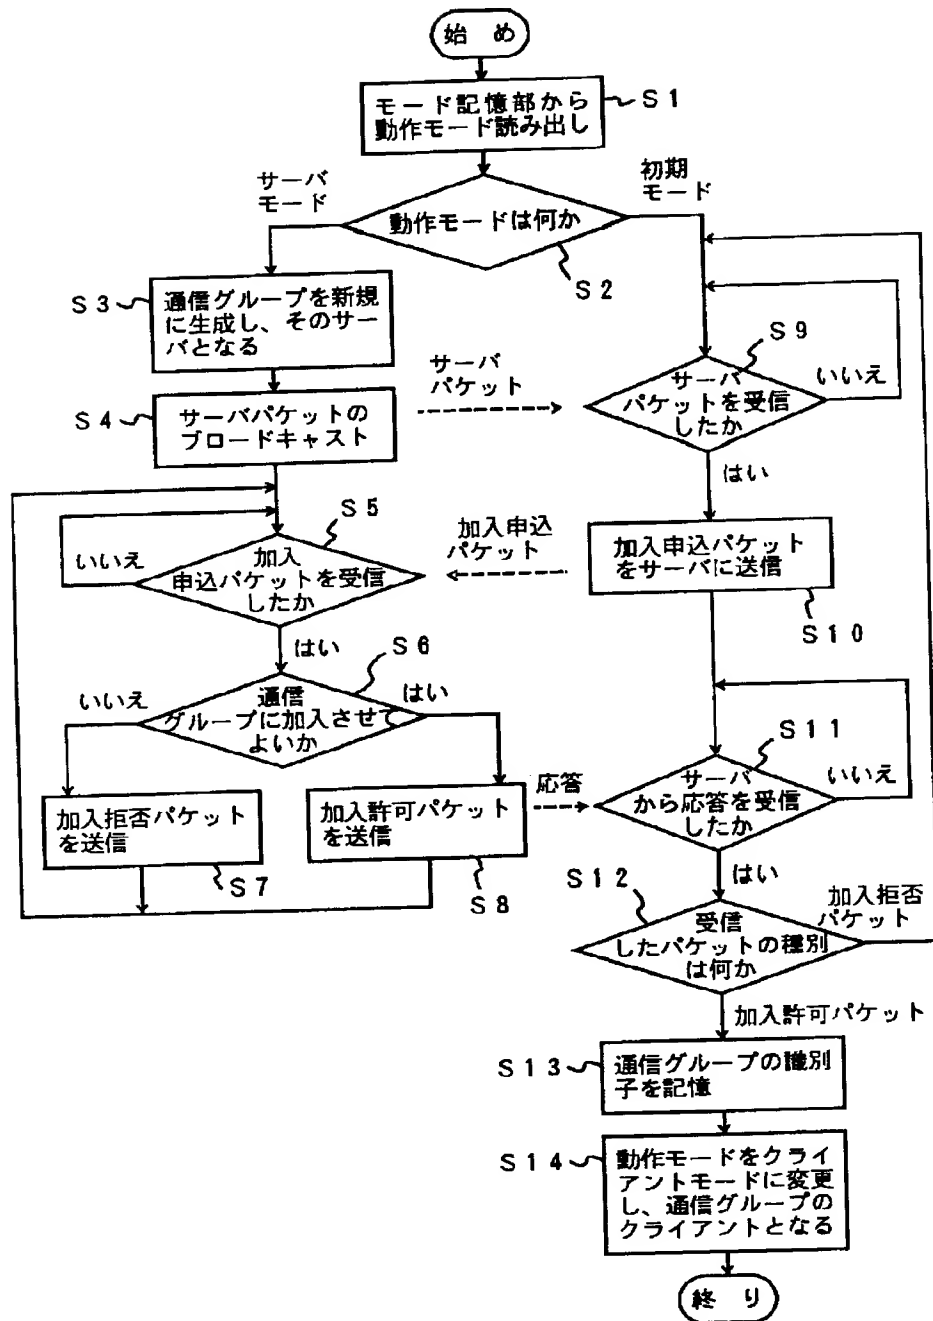 始 め
モード記憶部から
動作モード読み出し
S1
サーバ
モード
初期
モード
動作モードは何か
S2
S3
通信グループを新規
に生成し、そのサー
バとなる
S4
サーバパケットの
ブロードキャスト
サーバ
パケット
S9
サーバ
パケットを受信
したか
いいえ
はい
S5
加入
申込パケットを受信
したか
いいえ
加入申込
パケット
加入申込パケット
をサーバに送信
S10
はい
S6
通信
グループに加入させて
よいか
いいえ
はい
加入拒否パケット
を送信
S7
加入許可パケット
を送信
S8
応答
S11
サーバ
から応答を受信
したか
いいえ
はい
S12
受信
したパケットの種別
は何か
加入拒否
パケット
加入許可パケット
S13
通信グループの識別
子を記憶
S14
動作モードをクライ
アントモードに変更
し、通信グループの
クライアントとなる
終 り